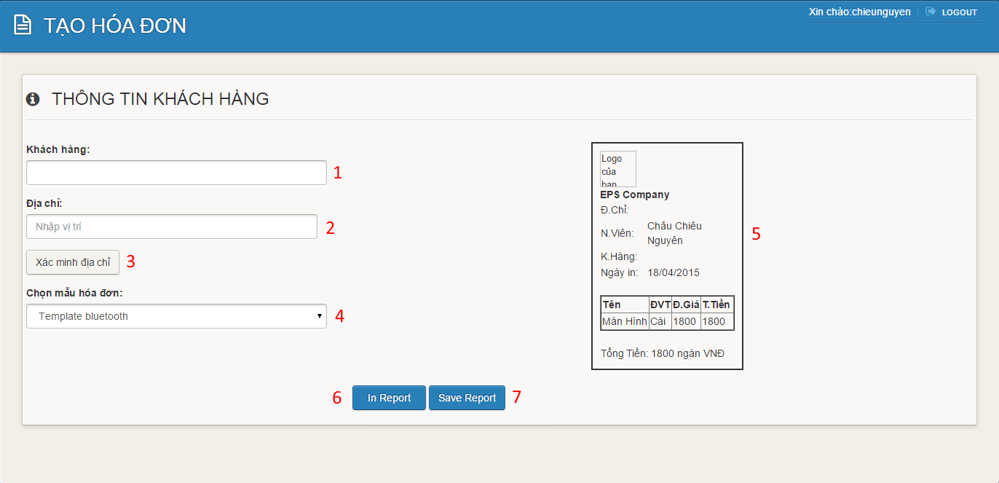 TẠO HÓA ĐƠN
Xin chào:chieunguyen
LOGOUT
THÔNG TIN KHÁCH HÀNG
Khách hàng:
1
Địa chỉ:
Nhập vị trí
2
Xác minh địa chỉ
3
Chọn mẫu hóa đơn:
Template bluetooth
4
Logo
của
bạn
EPS Company
Đ.Chỉ:
N.Viên: Châu Chiêu
Nguyên
K.Hàng:
Ngày in: 18/04/2015
Tên ĐVT Đ.Giá T.Tiền
Màn Hình Cái 1800 1800
Tổng Tiền: 1800 ngàn VNĐ
5
6
In Report
Save Report
7